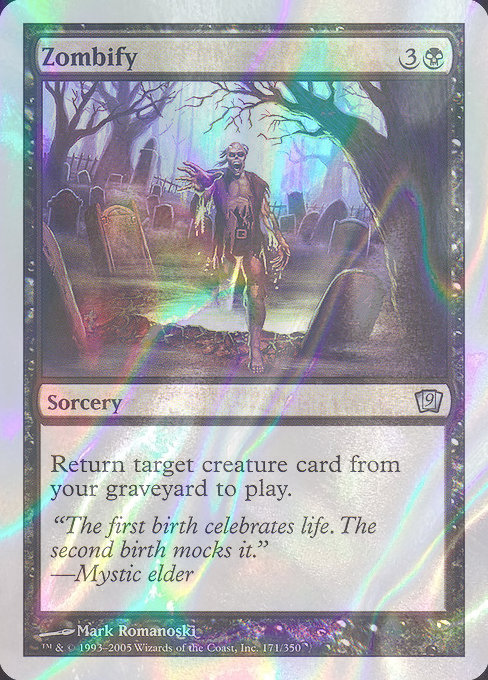 Zombify 3
Sorcery 9
Return target creature card from
your graveyard to play.
“The first birth celebrates life. The
second birth mocks it.”
—Mystic elder
Mark Romanoski
™ & © 1993–2005 Wizards of the Coast, Inc. 171/350